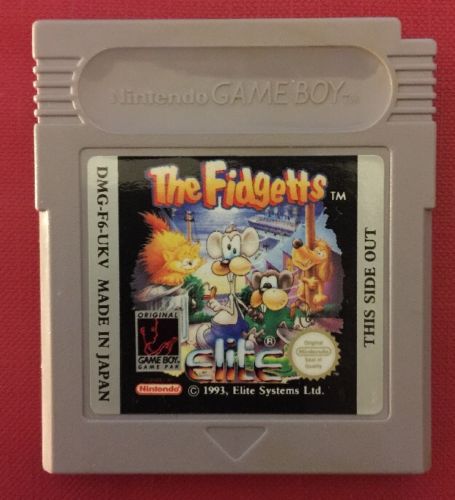 Nintendo GAME BOY
TM
The Fidgetts
TM
DMG-F6-UKV MADE IN JAPAN
THIS SIDE OUT
ORIGINAL
GAME BOY
GAME PAK
elite®
Original
Nintendo
Seal of
Quality
Nintendo
© 1993, Elite Systems Ltd.